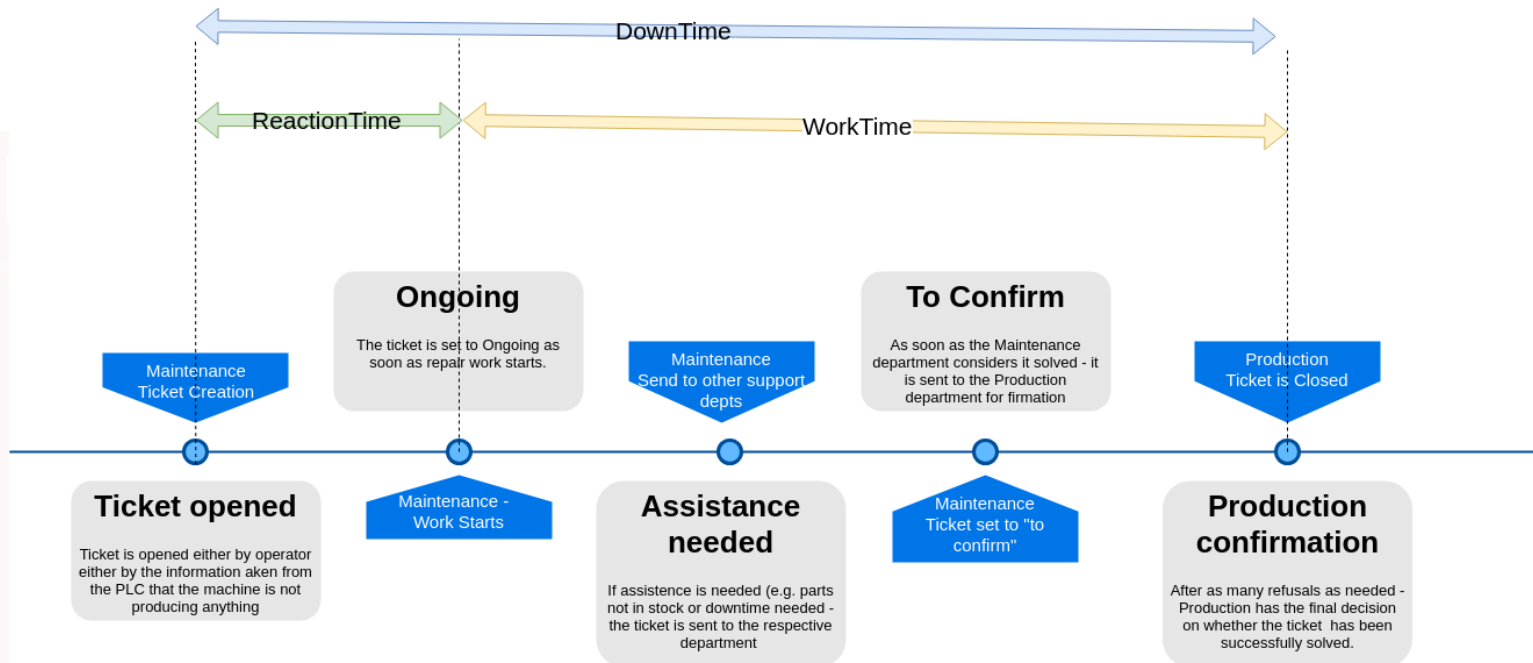 DownTime
ReactionTime
WorkTime
Ongoing
The ticket is set to Ongoing as
soon as repair work starts.
To Confirm
As soon as the Maintenance
department considers it solved - it
is sent to the Production
department for firmation
Maintenance
Ticket Creation
Maintenance
Send to other support
depts
Production
Ticket is Closed
Ticket opened
Ticket is opened either by operator
either by the information aken from
the PLC that the machine is not
producing anything
Maintenance -
Work Starts
Assistance
needed
If assistence is needed (e.g. parts
not in stock or downtime needed -
the ticket is sent to the respective
department
Maintenance
Ticket set to "to
confirm"
Production
confirmation
After as many refusals as needed -
Production has the final decision
on whether the ticket  has been
successfully solved.